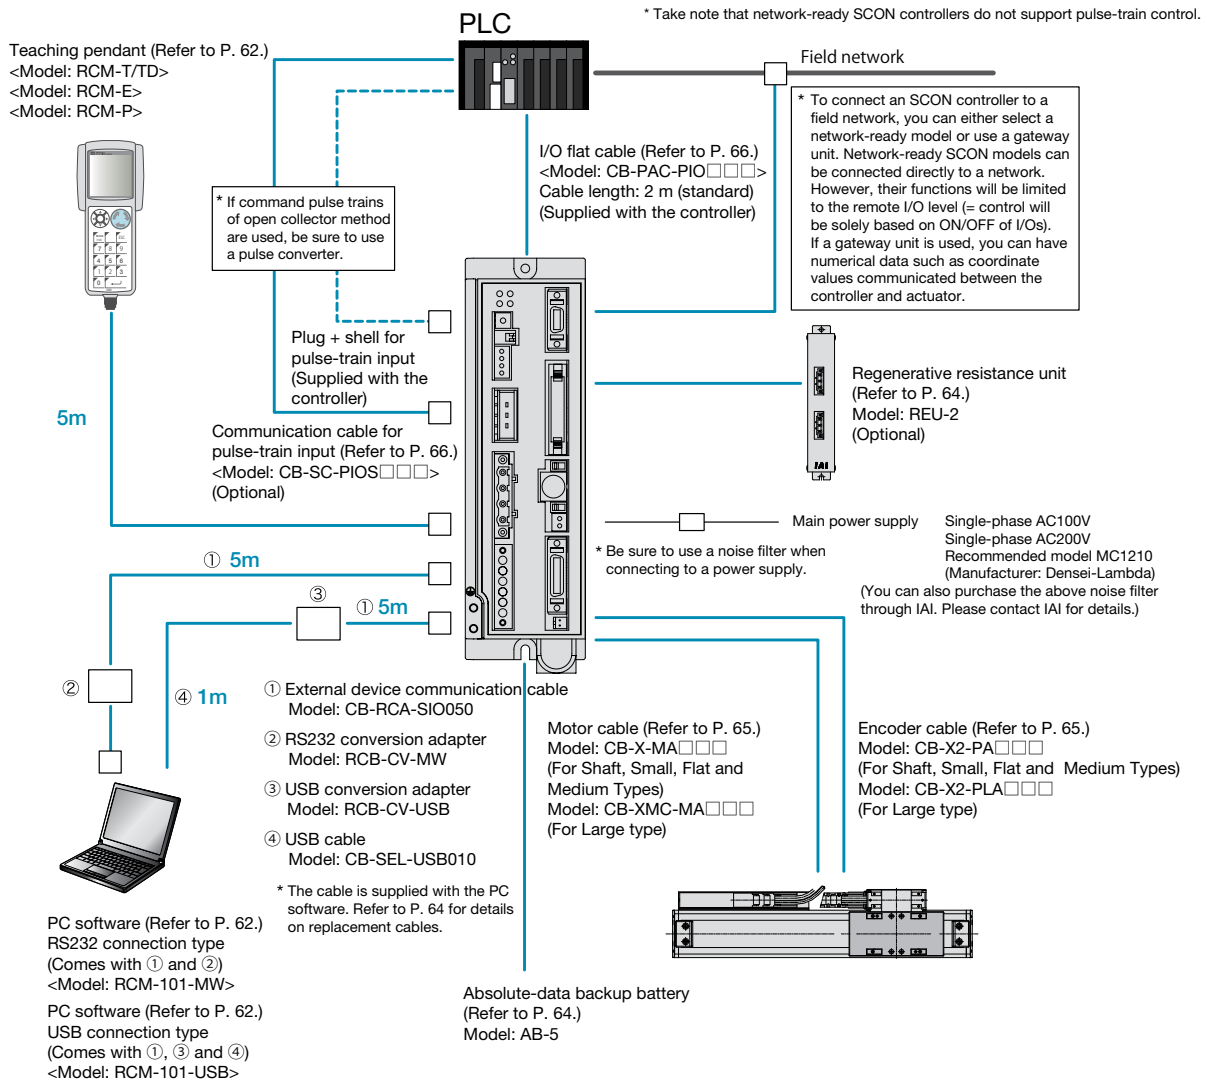 * Take note that network-ready SCON controllers do not support pulse-train control.
PLC
Teaching pendant (Refer to P. 62.)
<Model: RCM-T/TD>
<Model: RCM-E>
<Model: RCM-P>
Field network
* To connect an SCON controller to a
field network, you can either select a
network-ready model or use a gateway
unit. Network-ready SCON models can
be connected directly to a network.
However, their functions will be limited
to the remote I/O level (= control will
be solely based on ON/OFF of I/Os).
If a gateway unit is used, you can have
numerical data such as coordinate
values communicated between the
controller and actuator.
I/O flat cable (Refer to P. 66.)
<Model: CB-PAC-PIO□□□>
Cable length: 2 m (standard)
(Supplied with the controller)
* If command pulse trains
of open collector method
are used, be sure to use
a pulse converter.
7 8 9
4 5 6
1 2 3
0
Plug + shell for
pulse-train input
(Supplied with the
controller)
Regenerative resistance unit
(Refer to P. 64.)
Model: REU-2
(Optional)
IAI
5m
Communication cable for
pulse-train input (Refer to P. 66.)
<Model: CB-SC-PIOS□□□>
(Optional)
Main power supply
Single-phase AC100V
Single-phase AC200V
Recommended model MC1210
(Manufacturer: Densei-Lambda)
(You can also purchase the above noise filter
through IAI. Please contact IAI for details.)
* Be sure to use a noise filter when
connecting to a power supply.
① 5m
③
① 5m
②
④ 1m
① External device communication cable
Model: CB-RCA-SIO050
② RS232 conversion adapter
Model: RCB-CV-MW
③ USB conversion adapter
Model: RCB-CV-USB
④ USB cable
Model: CB-SEL-USB010
* The cable is supplied with the PC
software. Refer to P. 64 for details
on replacement cables.
Motor cable (Refer to P. 65.)
Model: CB-X-MA□□□
(For Shaft, Small, Flat and
Medium Types)
Model: CB-XMC-MA□□□
(For Large type)
Encoder cable (Refer to P. 65.)
Model: CB-X2-PA□□□
(For Shaft, Small, Flat and Medium Types)
Model: CB-X2-PLA□□□
(For Large type)
PC software (Refer to P. 62.)
RS232 connection type
(Comes with ① and ②)
<Model: RCM-101-MW>
PC software (Refer to P. 62.)
USB connection type
(Comes with ①, ③ and ④)
<Model: RCM-101-USB>
Absolute-data backup battery
(Refer to P. 64.)
Model: AB-5